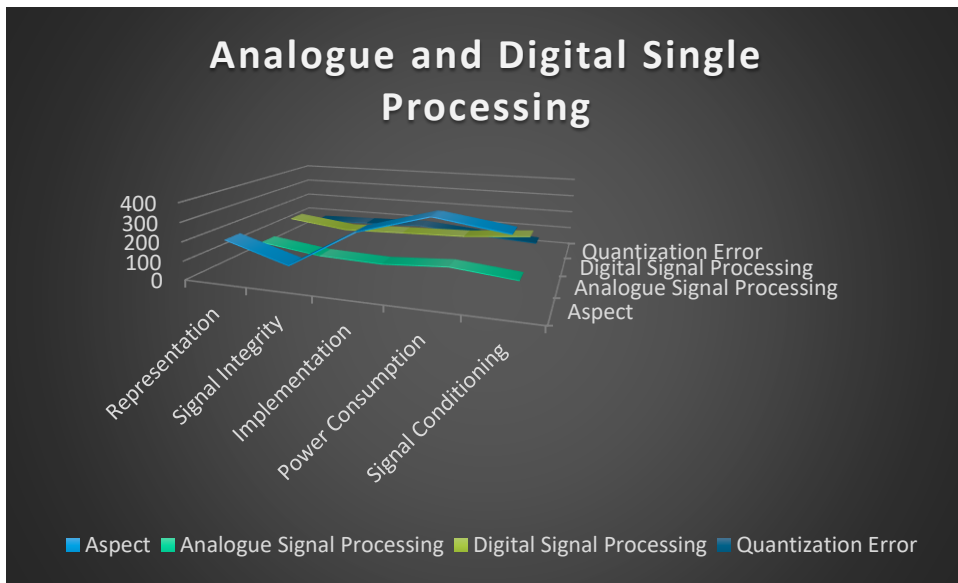 Analogue and Digital Single
Processing
400
300
200
100
0
Quantization Error
Digital Signal Processing
Analogue Signal Processing
Aspect
Representation
Signal Integrity
Implementation
Power Consumption
Signal Conditioning
Aspect Analogue Signal Processing Digital Signal Processing Quantization Error